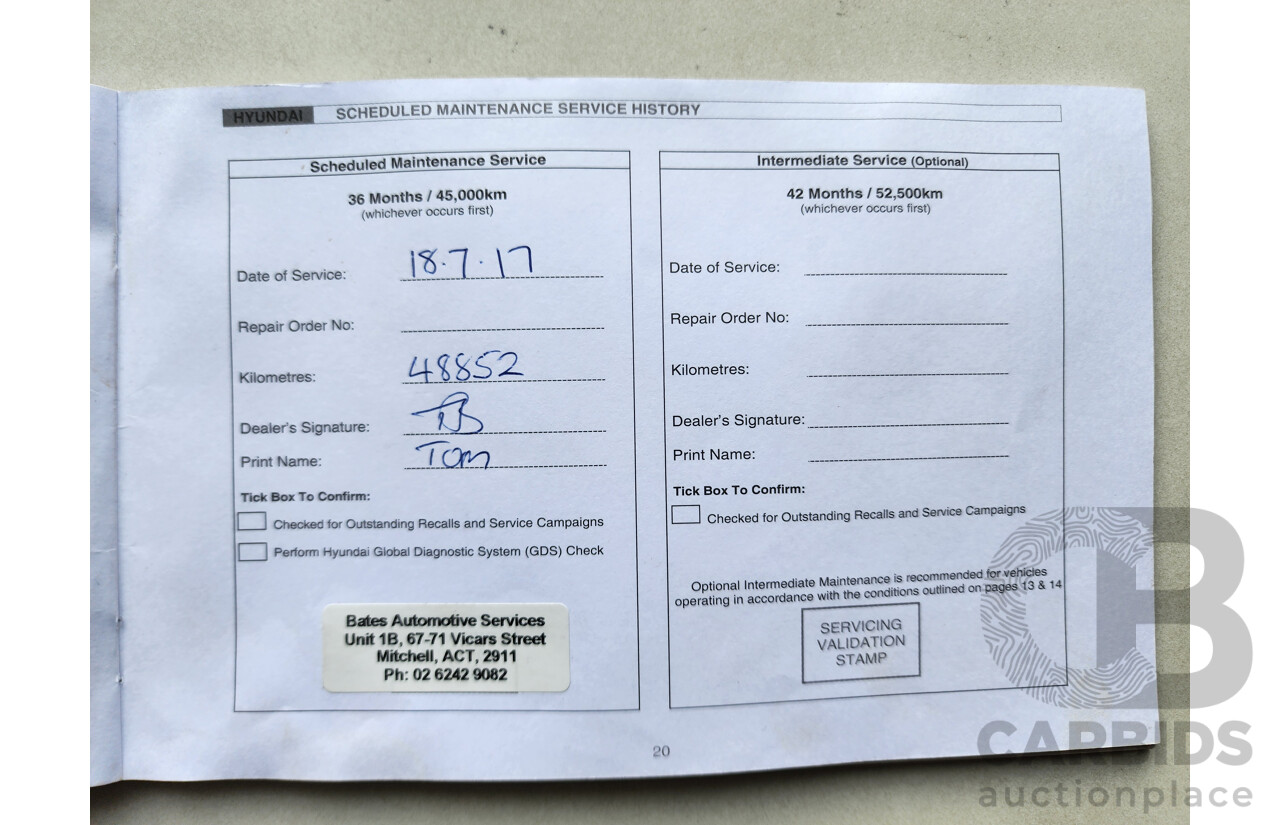 HYUNDAI SCHEDULED MAINTENANCE SERVICE HISTORY
Scheduled Maintenance Service
36 Months / 45,000km
(whichever occurs first)
Date of Service: 18.7.17
Repair Order No:
Kilometres: 48852
Dealer's Signature: TB
Print Name: Tom
Tick Box To Confirm:
Checked for Outstanding Recalls and Service Campaigns
Perform Hyundai Global Diagnostic System (GDS) Check
Bates Automotive Services
Unit 1B, 67-71 Vicars Street
Mitchell, ACT, 2911
Ph: 02 6242 9082
Intermediate Service (Optional)
42 Months / 52,500km
(whichever occurs first)
Date of Service:
Repair Order No:
Kilometres:
Dealer's Signature:
Print Name:
Tick Box To Confirm:
Checked for Outstanding Recalls and Service Campaigns
Optional Intermediate Maintenance is recommended for vehicles
operating in accordance with the conditions outlined on pages 13 & 14
SERVICING
VALIDATION
STAMP
20
CB
CARBIDS
auctionplace